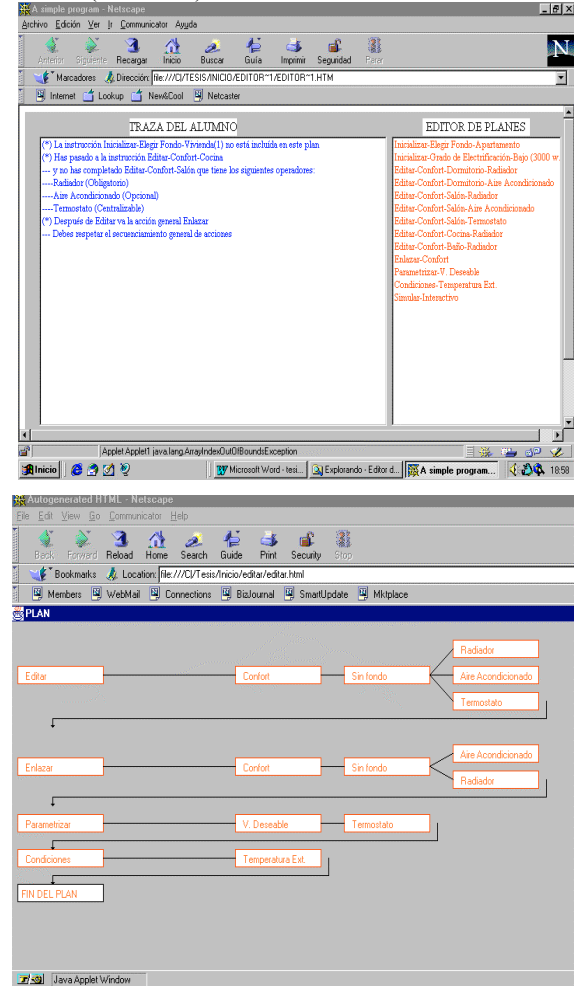 A simple program - Netscape
Archivo Edición Ver Ir Communicator Ayuda
Anterior Siguiente Recargar Inicio Buscar Guía Imprimir Seguridad Parar
N
Marcadores Dirección: file:///C|/TESIS/INICIO/EDITOR~1/EDITOR~1.HTM
Internet Lookup New&Cool Netcaster
TRAZA DEL ALUMNO
(*) La instrucción Inicializar-Elegir Fondo-Vivienda(1) no está incluída en este plan
(*) Has pasado a la instrucción Editar-Confort-Cocina
--- y no has completado Editar-Confort-Salón que tiene los siguientes operadores:
----Radiador (Obligatorio)
----Aire Acondicionado (Opcional)
----Termostato (Centralizable)
(*) Después de Editar va la acción general Enlazar
--- Debes respetar el secuenciamiento general de acciones
EDITOR DE PLANES
Inicializar-Elegir Fondo-Apartamento
Inicializar-Grado de Electrificación-Bajo (3000 w.
Editar-Confort-Dormitorio-Radiador
Editar-Confort-Dormitorio-Aire Acondicionado
Editar-Confort-Salón-Radiador
Editar-Confort-Salón-Aire Acondicionado
Editar-Confort-Salón-Termostato
Editar-Confort-Cocina-Radiador
Editar-Confort-Baño-Radiador
Enlazar-Confort
Parametrizar-V. Deseable
Condiciones-Temperatura Ext.
Simular-Interactivo
Applet Applet1 java.lang.ArrayIndexOutOfBoundsException
Inicio Microsoft Word - tesi... Explorando - Editor d... A simple program... 18:58
Autogenerated HTML - Netscape
File Edit View Go Communicator Help
Back Forward Reload Home Search Guide Print Security Stop
Bookmarks Location: file:///C|/Tesis/Inicio/editar/editar.html
Members WebMail Connections BizJournal SmartUpdate Mktplace
PLAN
Radiador
Editar Confort Sin fondo Aire Acondicionado
Termostato
Aire Acondicionado
Enlazar Confort Sin fondo
Radiador
Parametrizar V. Deseable Termostato
Condiciones Temperatura Ext.
FIN DEL PLAN
Java Applet Window